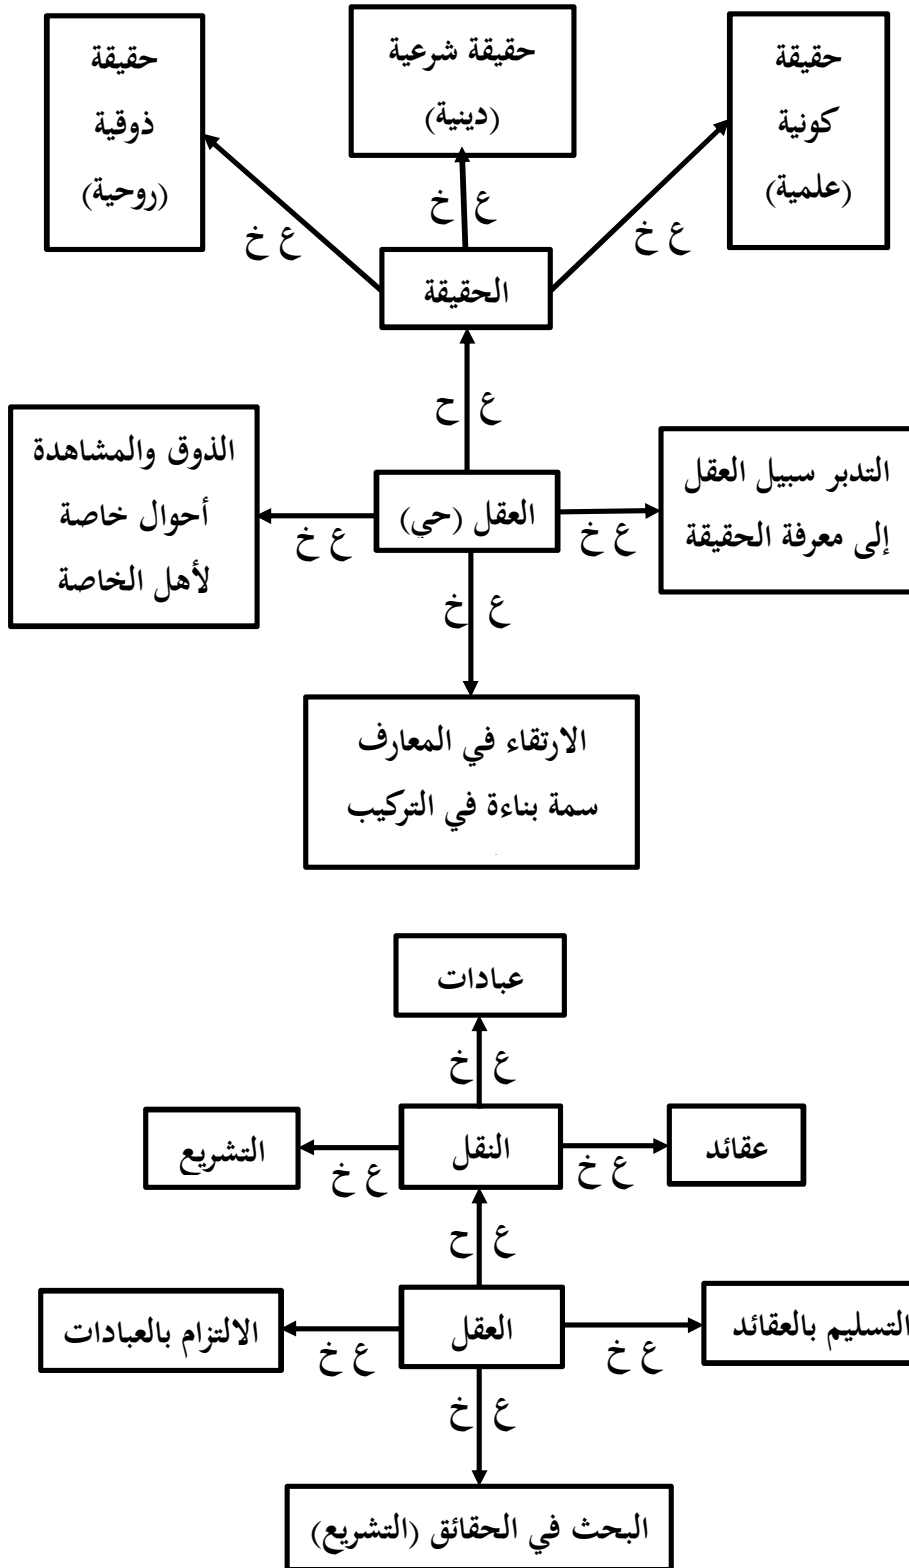 حقيقة
كونية
(علمية)
حقيقة شرعية
(دينية)
حقيقة
ذوقية
(روحية)
ع خ
ع خ
ع خ
الحقيقة
ع ح
التدبر سبيل العقل
إلى معرفة الحقيقة
ع خ
العقل (حي)
ع خ
الذوق والمشاهدة
أحوال خاصة
لأهل الخاصة
ع خ
الارتقاء في المعارف
سمة بناءة في التركيب
عبادات
ع خ
عقائد
ع خ
النقل
ع خ
التشريع
ع ح
التسليم بالعقائد
ع خ
العقل
ع خ
الالتزام بالعبادات
ع خ
البحث في الحقائق (التشريع)